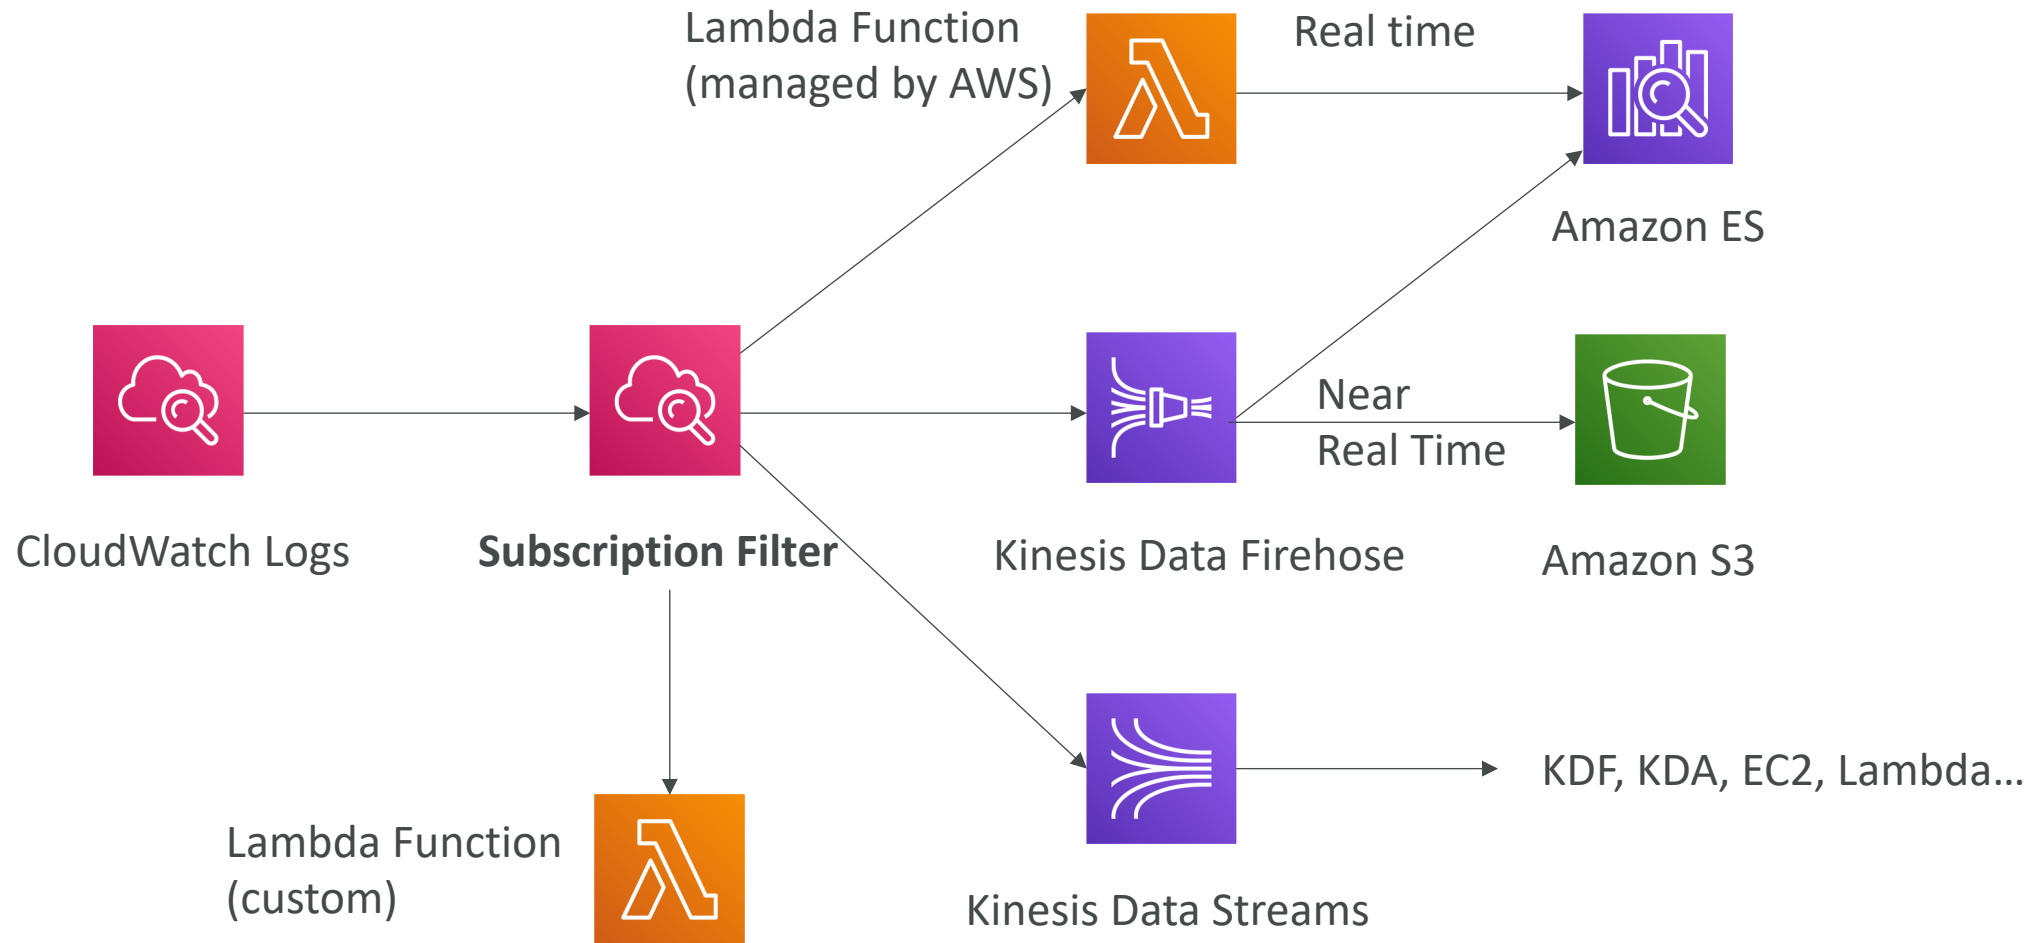 Lambda Function
(managed by AWS)
Real time
Amazon ES
Near
Real Time
CloudWatch Logs
Subscription Filter
Kinesis Data Firehose
Amazon S3
KDF, KDA, EC2, Lambda...
Lambda Function
(custom)
Kinesis Data Streams